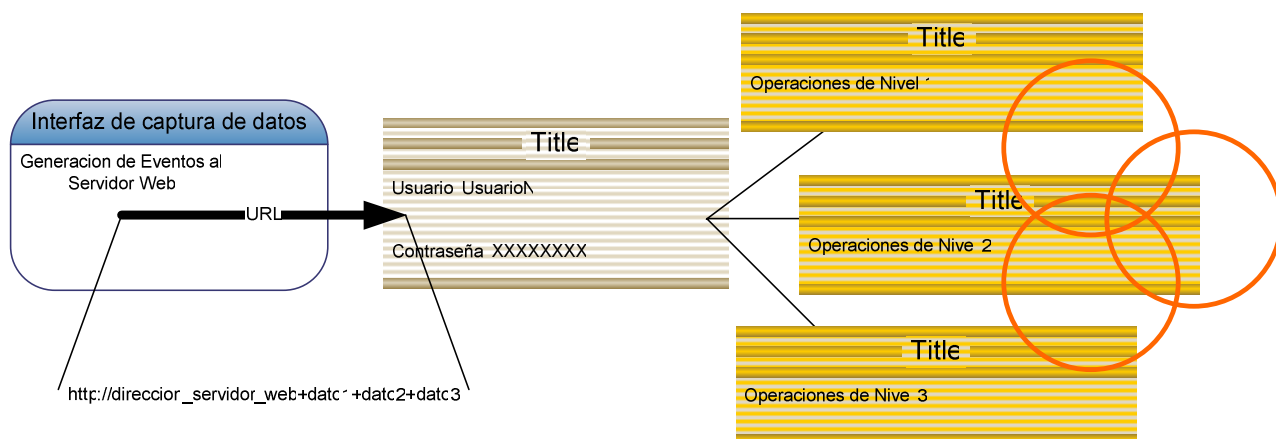 Interfaz de captura de datos
Generacion de Eventos al
Servidor Web
URL
http://direccion_servidor_web+dato1+dato2+dato3
Title
Usuario UsuarioN
Contraseña XXXXXXXX
Title
Operaciones de Nivel 1
Title
Operaciones de Nive 2
Title
Operaciones de Nive 3